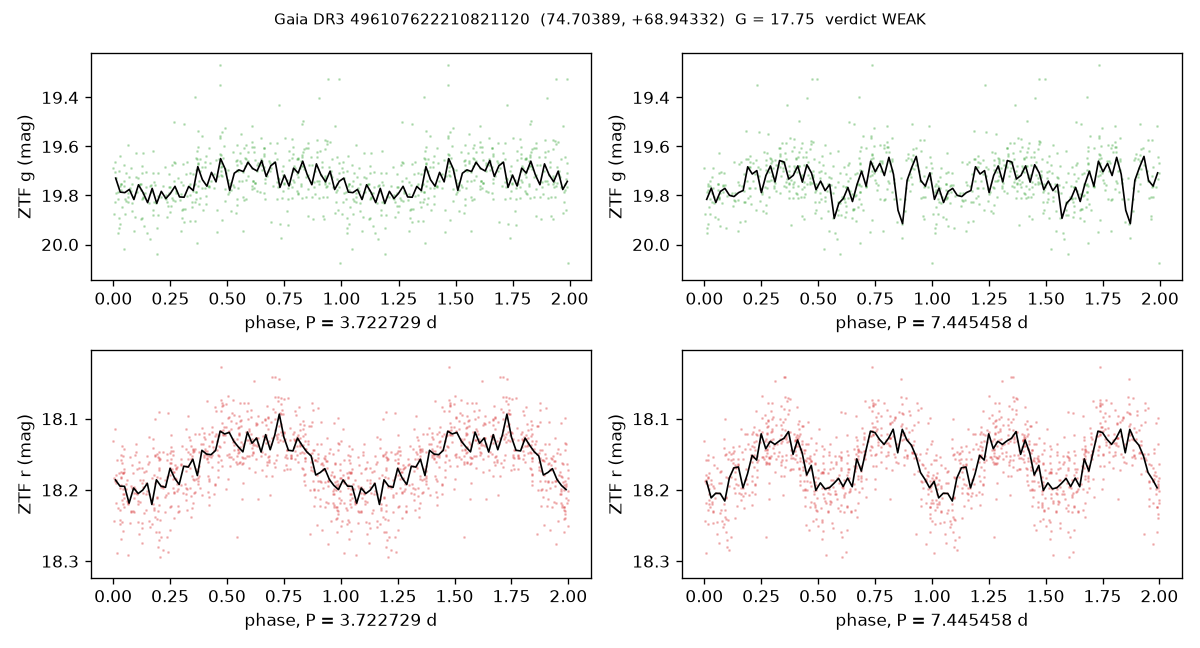 Gaia DR3 496107622210821120  (74.70389, +68.94332)  G = 17.75  verdict WEAK
ZTF g (mag)
19.4
19.6
19.8
20.0
0.00 0.25 0.50 0.75 1.00 1.25 1.50 1.75 2.00
phase, P = 3.722729 d
ZTF g (mag)
19.4
19.6
19.8
20.0
0.00 0.25 0.50 0.75 1.00 1.25 1.50 1.75 2.00
phase, P = 7.445458 d
ZTF r (mag)
18.1
18.2
18.3
0.00 0.25 0.50 0.75 1.00 1.25 1.50 1.75 2.00
phase, P = 3.722729 d
ZTF r (mag)
18.1
18.2
18.3
0.00 0.25 0.50 0.75 1.00 1.25 1.50 1.75 2.00
phase, P = 7.445458 d